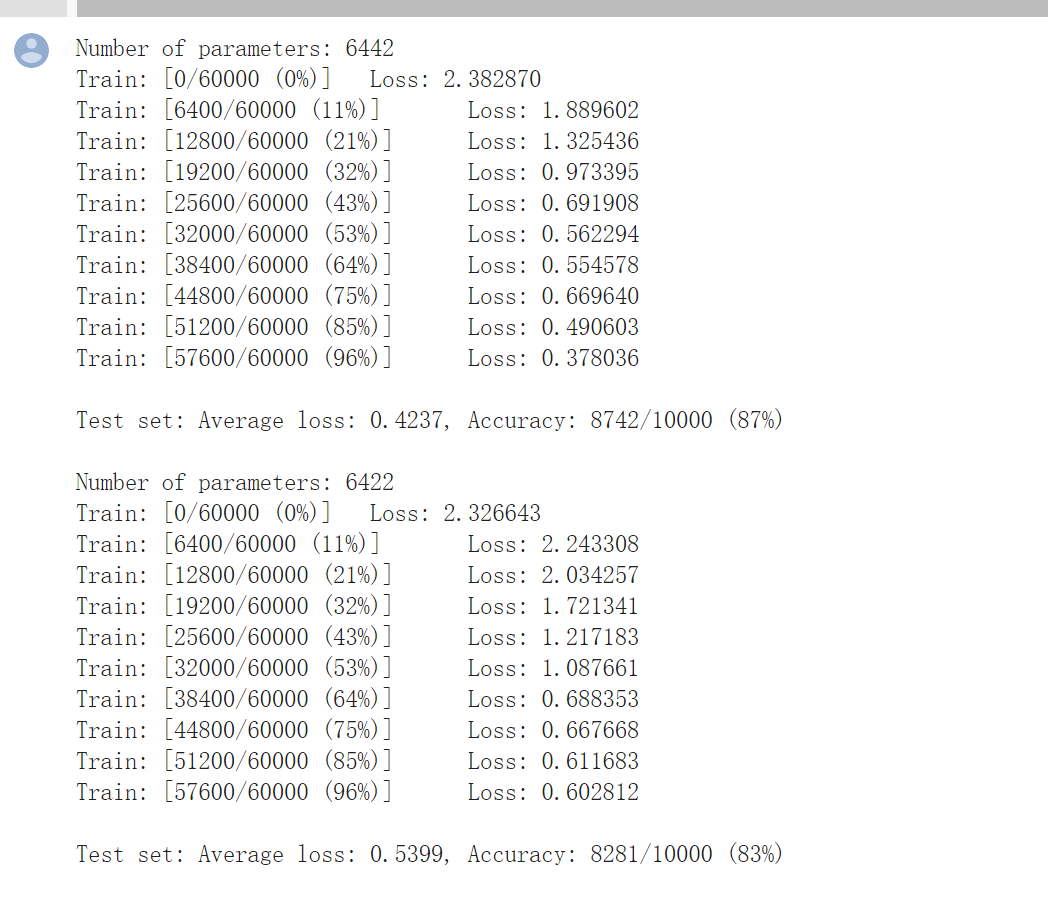 Number of parameters: 6442
Train: [0/60000 (0%)] Loss: 2.382870
Train: [6400/60000 (11%)] Loss: 1.889602
Train: [12800/60000 (21%)] Loss: 1.325436
Train: [19200/60000 (32%)] Loss: 0.973395
Train: [25600/60000 (43%)] Loss: 0.691908
Train: [32000/60000 (53%)] Loss: 0.562294
Train: [38400/60000 (64%)] Loss: 0.554578
Train: [44800/60000 (75%)] Loss: 0.669640
Train: [51200/60000 (85%)] Loss: 0.490603
Train: [57600/60000 (96%)] Loss: 0.378036
Test set: Average loss: 0.4237, Accuracy: 8742/10000 (87%)
Number of parameters: 6422
Train: [0/60000 (0%)] Loss: 2.326643
Train: [6400/60000 (11%)] Loss: 2.243308
Train: [12800/60000 (21%)] Loss: 2.034257
Train: [19200/60000 (32%)] Loss: 1.721341
Train: [25600/60000 (43%)] Loss: 1.217183
Train: [32000/60000 (53%)] Loss: 1.087661
Train: [38400/60000 (64%)] Loss: 0.688353
Train: [44800/60000 (75%)] Loss: 0.667668
Train: [51200/60000 (85%)] Loss: 0.611683
Train: [57600/60000 (96%)] Loss: 0.602812
Test set: Average loss: 0.5399, Accuracy: 8281/10000 (83%)